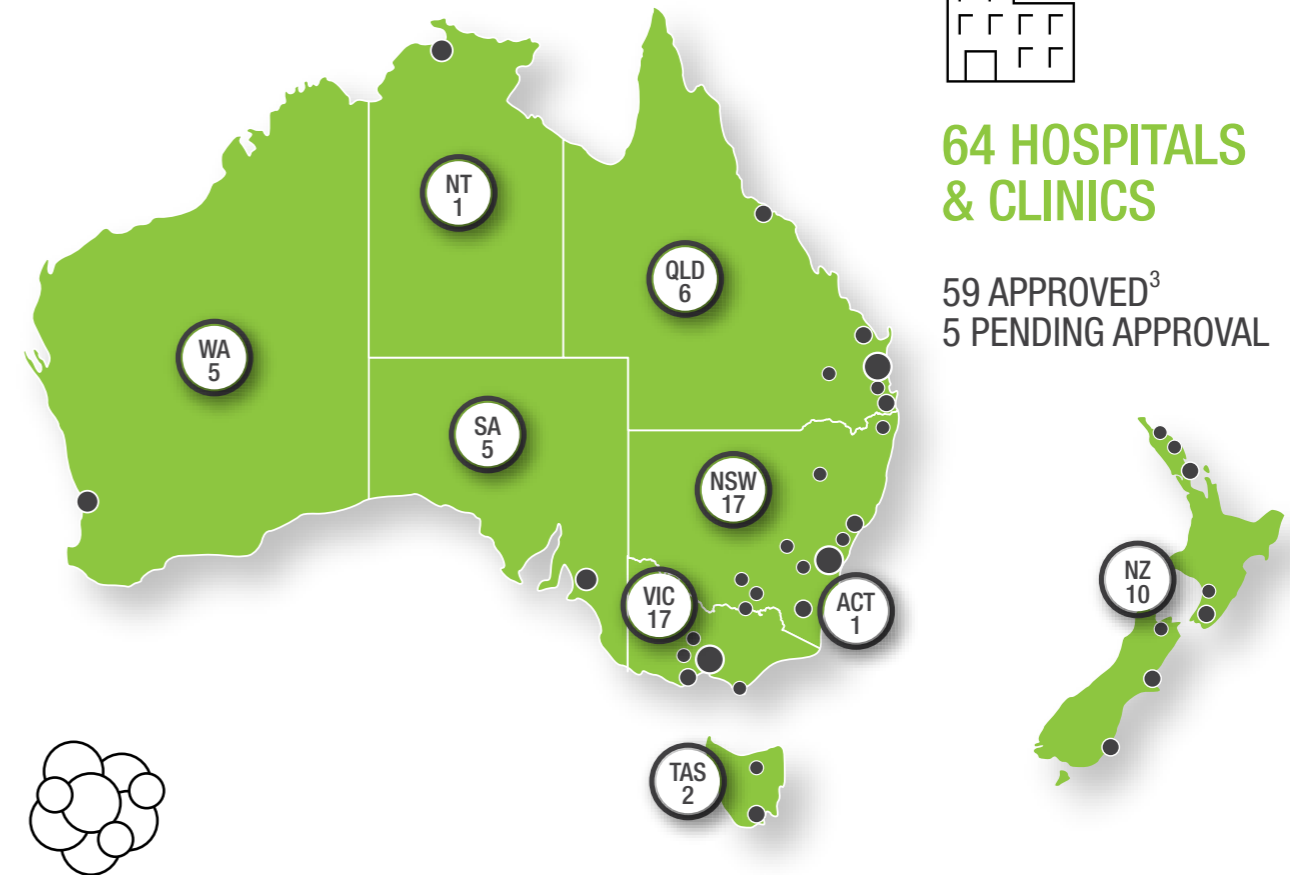 64 HOSPITALS
& CLINICS
59 APPROVED³
5 PENDING APPROVAL
NT
1
QLD
6
WA
5
SA
5
NSW
17
VIC
17
ACT
1
TAS
2
NZ
10